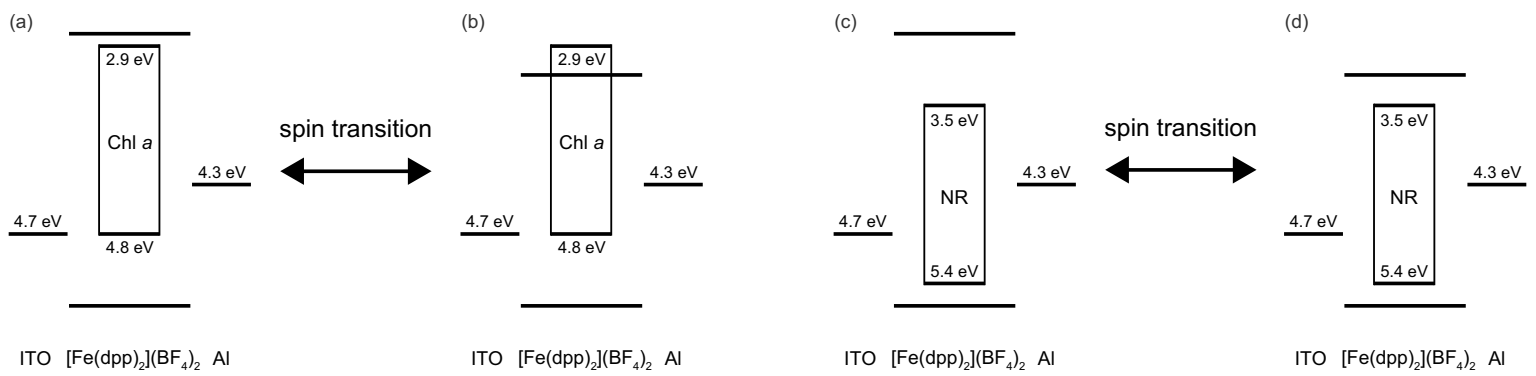 (a)
2.9 eV
Chl a
4.8 eV
4.7 eV
4.3 eV
ITO [Fe(dpp)2](BF4)2 Al
spin transition
(b)
2.9 eV
Chl a
4.8 eV
4.7 eV
4.3 eV
ITO [Fe(dpp)2](BF4)2 Al
(c)
3.5 eV
NR
5.4 eV
4.7 eV
4.3 eV
ITO [Fe(dpp)2](BF4)2 Al
spin transition
(d)
3.5 eV
NR
5.4 eV
4.7 eV
4.3 eV
ITO [Fe(dpp)2](BF4)2 Al